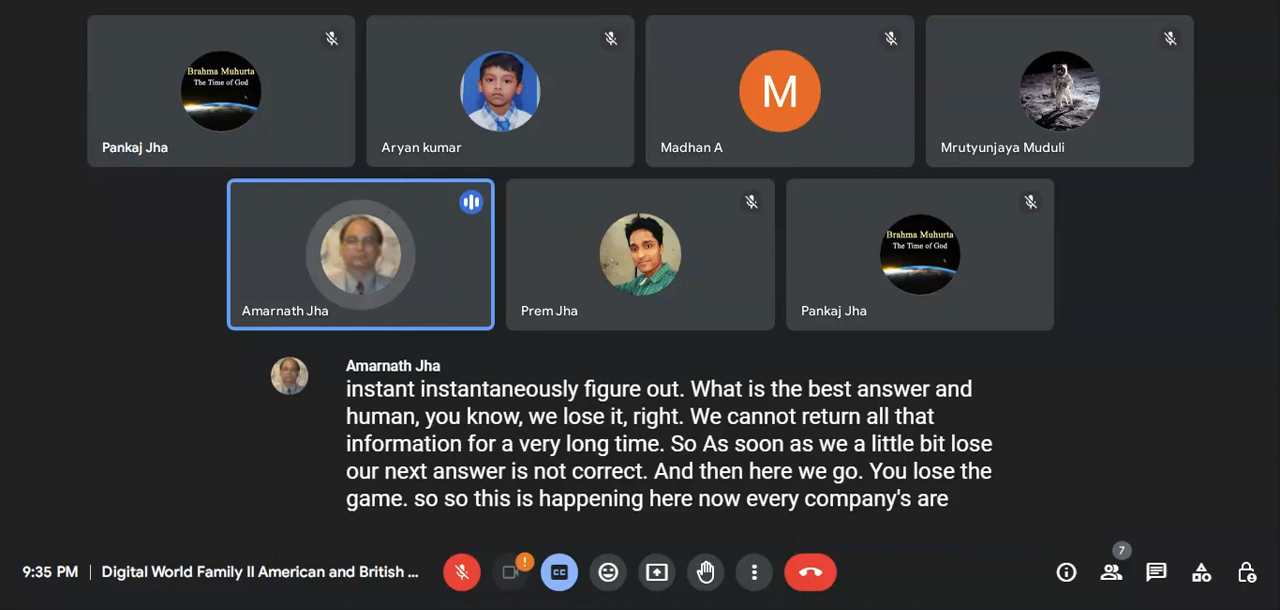 Brahma Muhurta
The Time of God
Pankaj Jha
Aryan kumar
M
Madhan A
Mrutyunjaya Muduli
Amarnath Jha
Prem Jha
Brahma Muhurta
The Time of God
Pankaj Jha
Amarnath Jha
instant instantaneously figure out. What is the best answer and
human, you know, we lose it, right. We cannot return all that
information for a very long time. So As soon as we a little bit lose
our next answer is not correct. And then here we go. You lose the
game. so so this is happening here now every company's are
9:35 PM | Digital World Family II American and British ...
!
CC
7